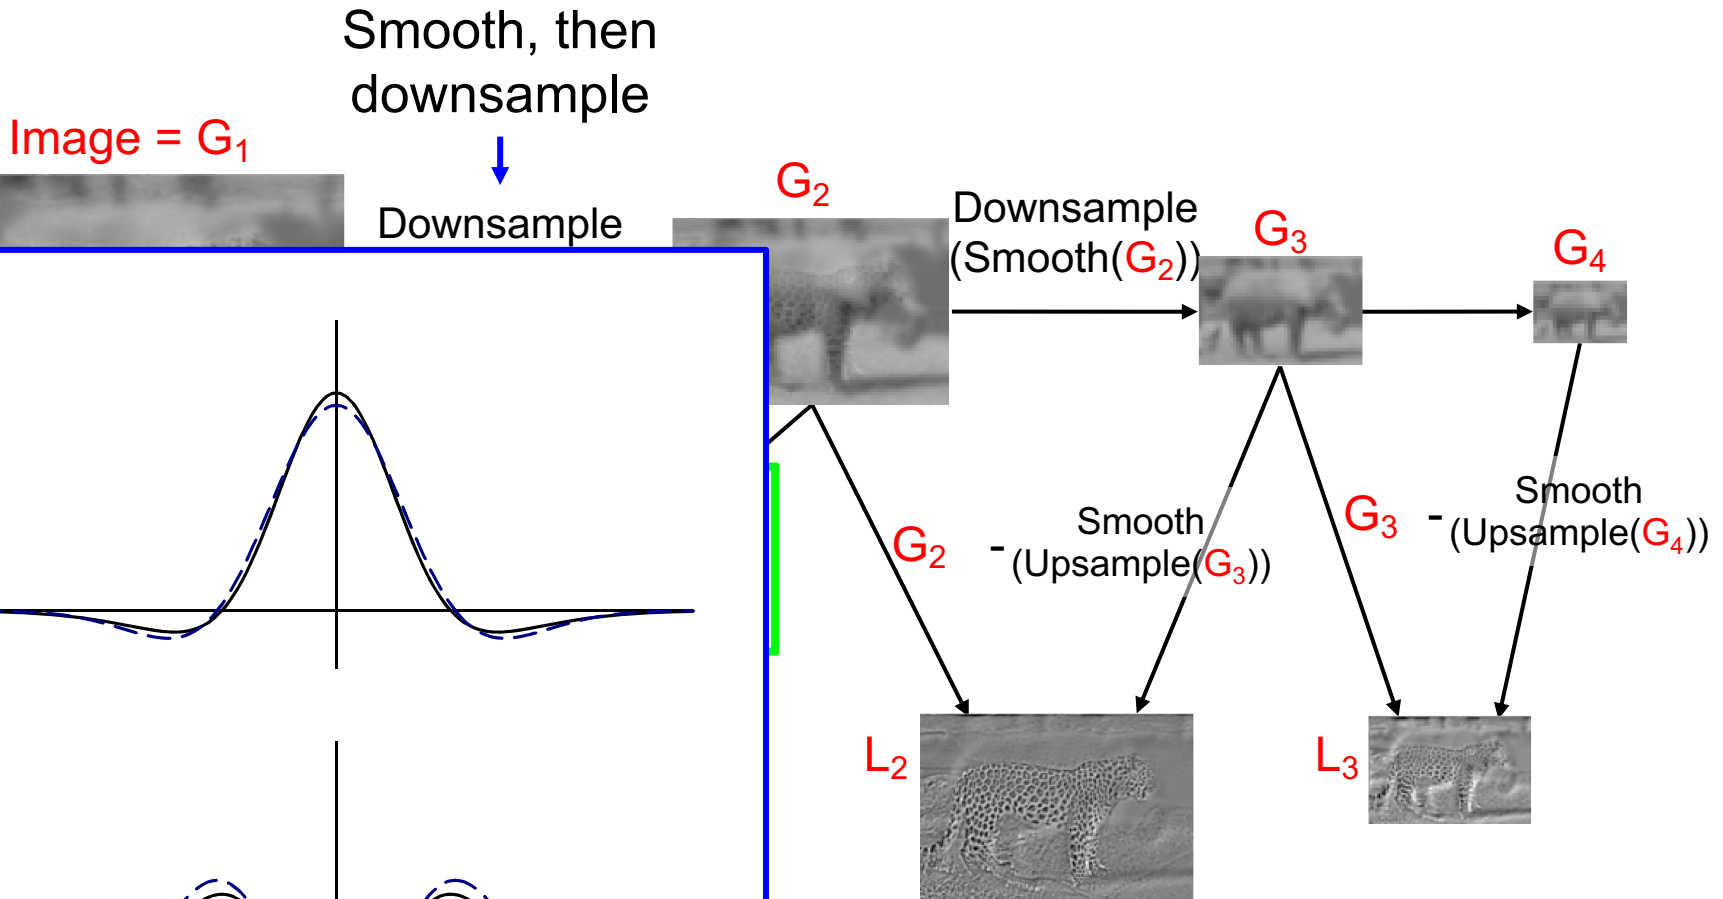 Smooth, then
downsample
Image = G₁
Downsample
G₂
Downsample
(Smooth(G₂))
G₃
G₄
G₂
- Smooth
(Upsample(G₃))
G₃
- Smooth
(Upsample(G₄))
L₂
L₃